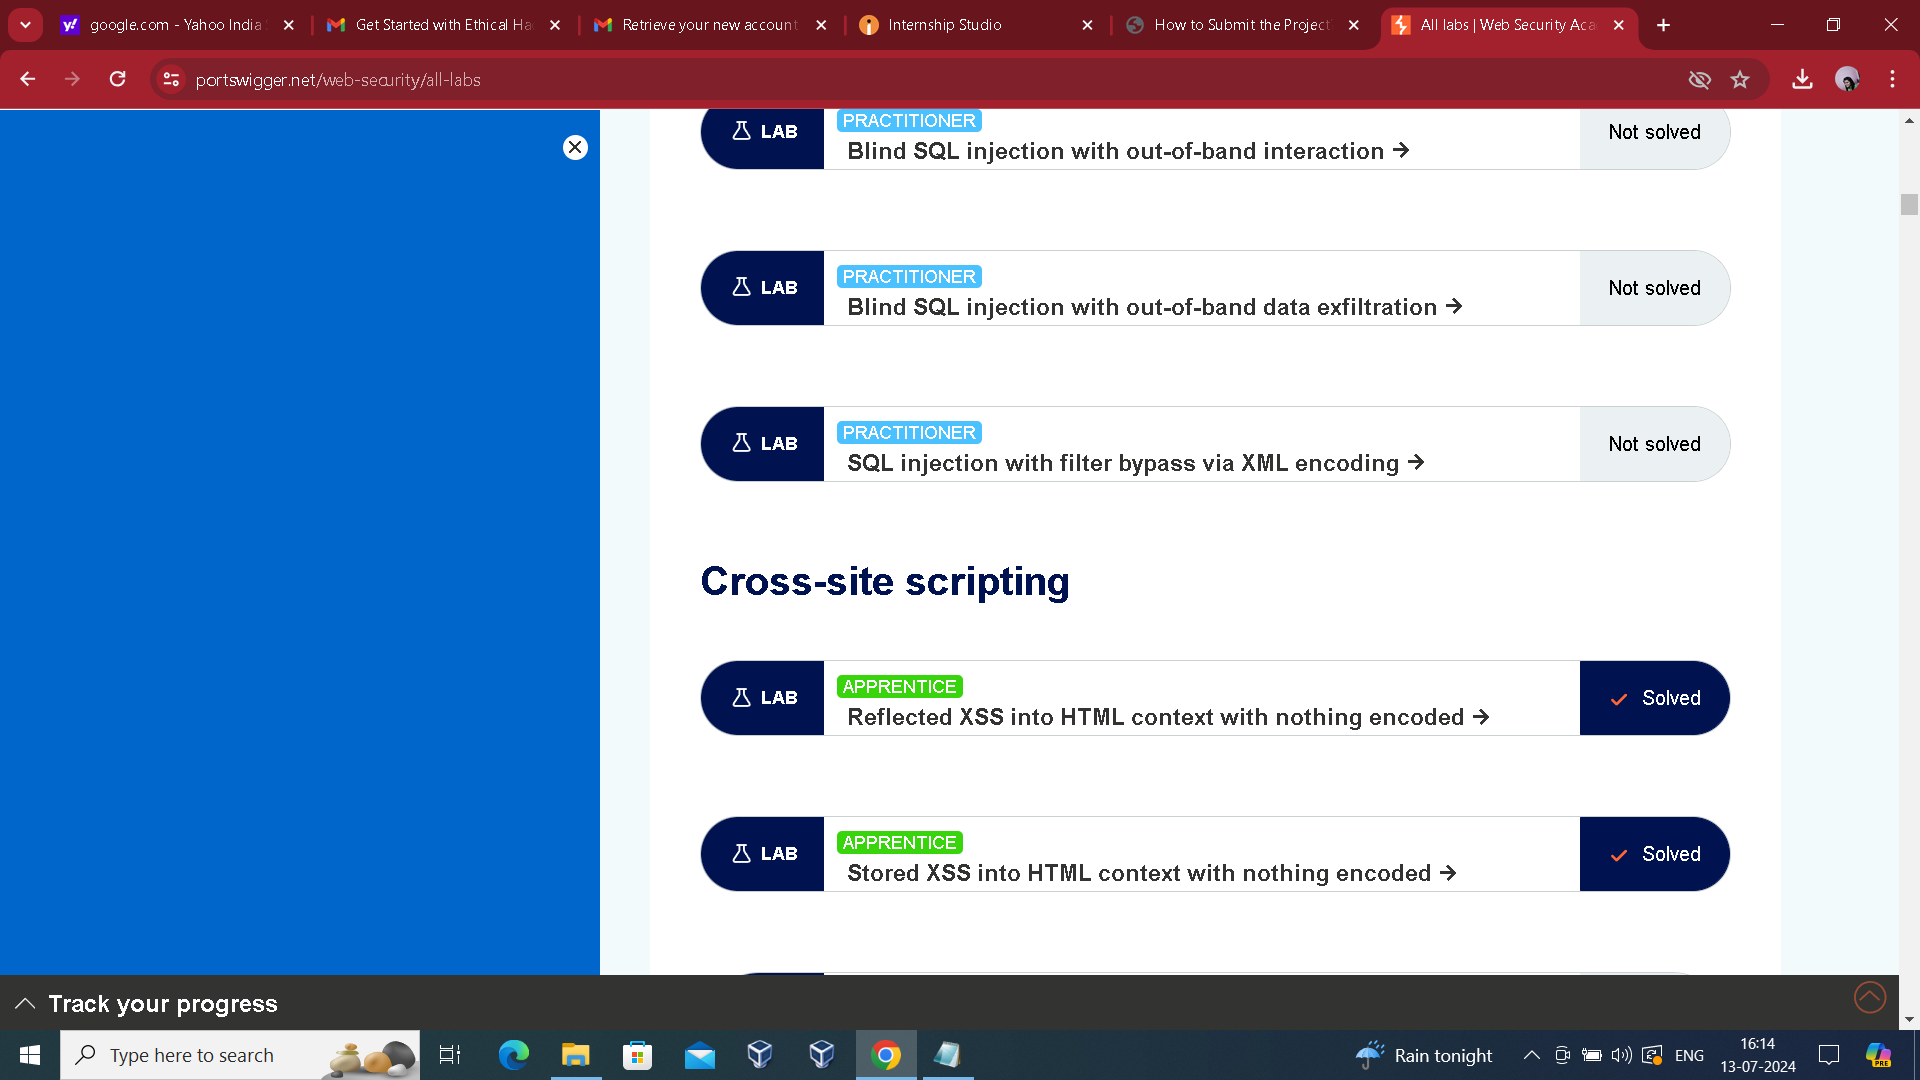 google.com - Yahoo India
Get Started with Ethical Ha
Retrieve your new account
Internship Studio
How to Submit the Project
All labs | Web Security Aca
portswigger.net/web-security/all-labs
LAB
PRACTITIONER
Blind SQL injection with out-of-band interaction →
Not solved
LAB
PRACTITIONER
Blind SQL injection with out-of-band data exfiltration →
Not solved
LAB
PRACTITIONER
SQL injection with filter bypass via XML encoding →
Not solved
Cross-site scripting
LAB
APPRENTICE
Reflected XSS into HTML context with nothing encoded →
Solved
LAB
APPRENTICE
Stored XSS into HTML context with nothing encoded →
Solved
Track your progress
Type here to search
Rain tonight
ENG
16:14
13-07-2024
PRE